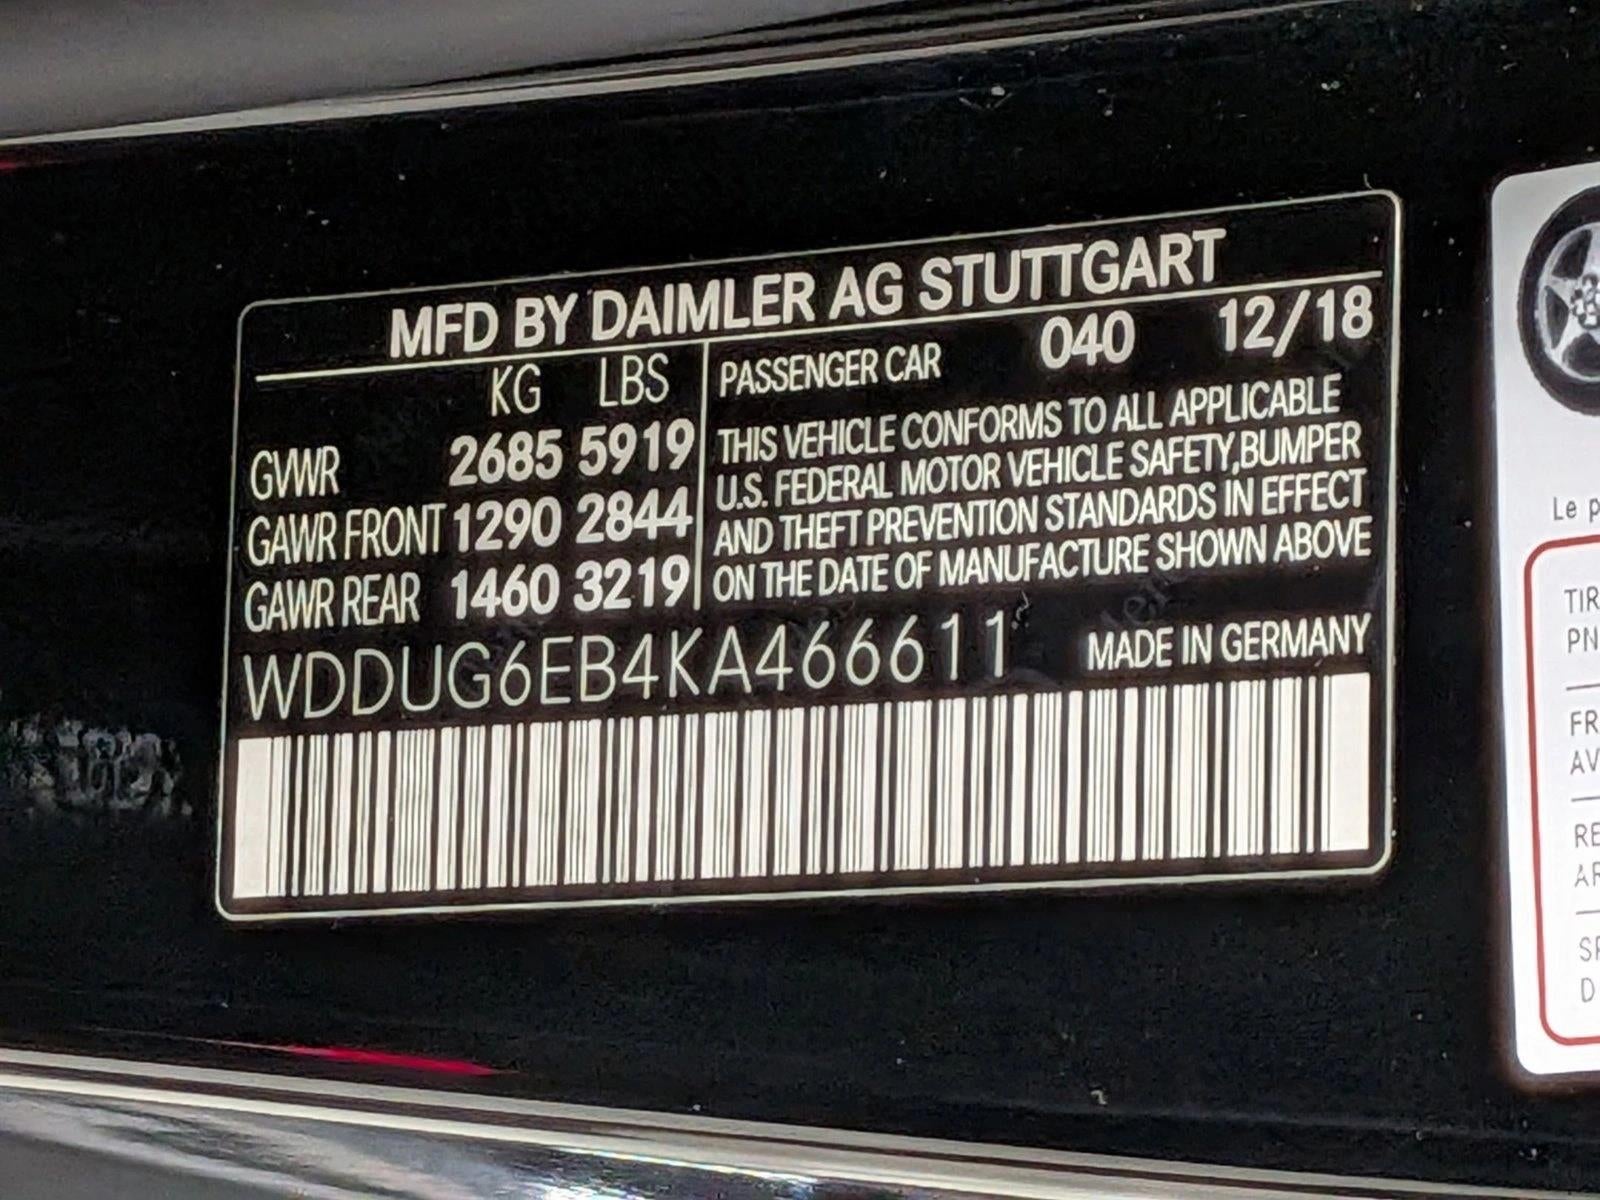 MFD BY DAIMLER AG STUTTGART
KG LBS
GVWR 2685 5919
GAWR FRONT 1290 2844
GAWR REAR 1460 3219
PASSENGER CAR 040 12/18
THIS VEHICLE CONFORMS TO ALL APPLICABLE
U.S. FEDERAL MOTOR VEHICLE SAFETY,BUMPER
AND THEFT PREVENTION STANDARDS IN EFFECT
ON THE DATE OF MANUFACTURE SHOWN ABOVE
WDDUG6EB4KA466611 MADE IN GERMANY
Le